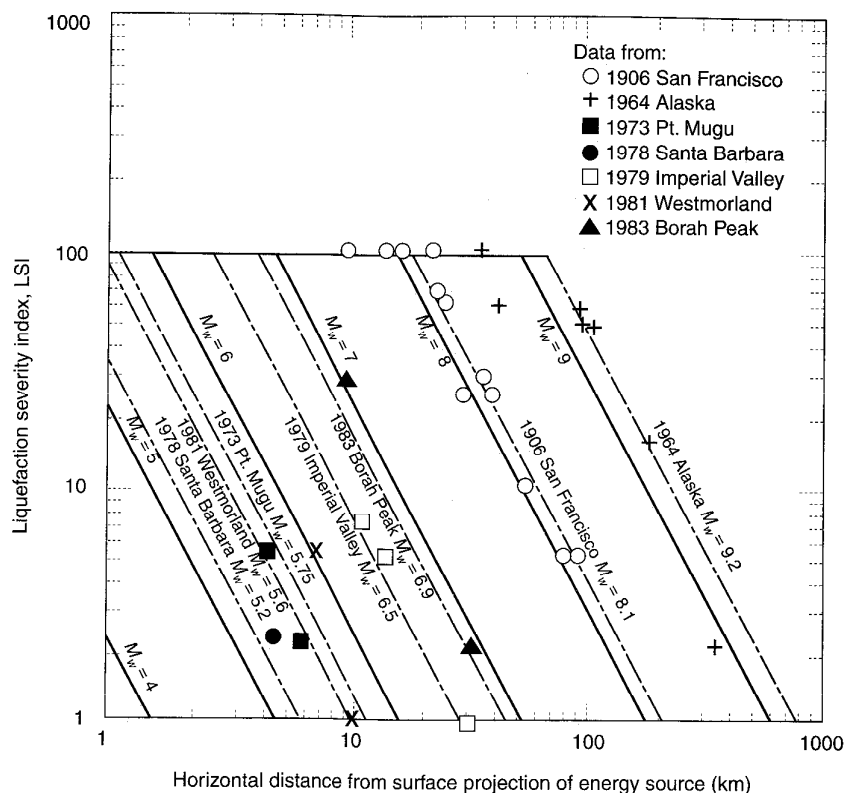 1000
100
10
1
Liquefaction severity index, LSI
Data from:
1906 San Francisco
1964 Alaska
1973 Pt. Mugu
1978 Santa Barbara
1979 Imperial Valley
1981 Westmorland
1983 Borah Peak
Mw = 4
Mw = 5
1978 Santa Barbara Mw = 5.2
1981 Westmorland Mw = 5.6
1973 Pt. Mugu Mw = 5.75
Mw = 6
1979 Imperial Valley Mw = 6.5
1983 Borah Peak Mw = 6.9
Mw = 7
Mw = 8
1906 San Francisco Mw = 8.1
Mw = 9
1964 Alaska Mw = 9.2
1 10 100 1000
Horizontal distance from surface projection of energy source (km)